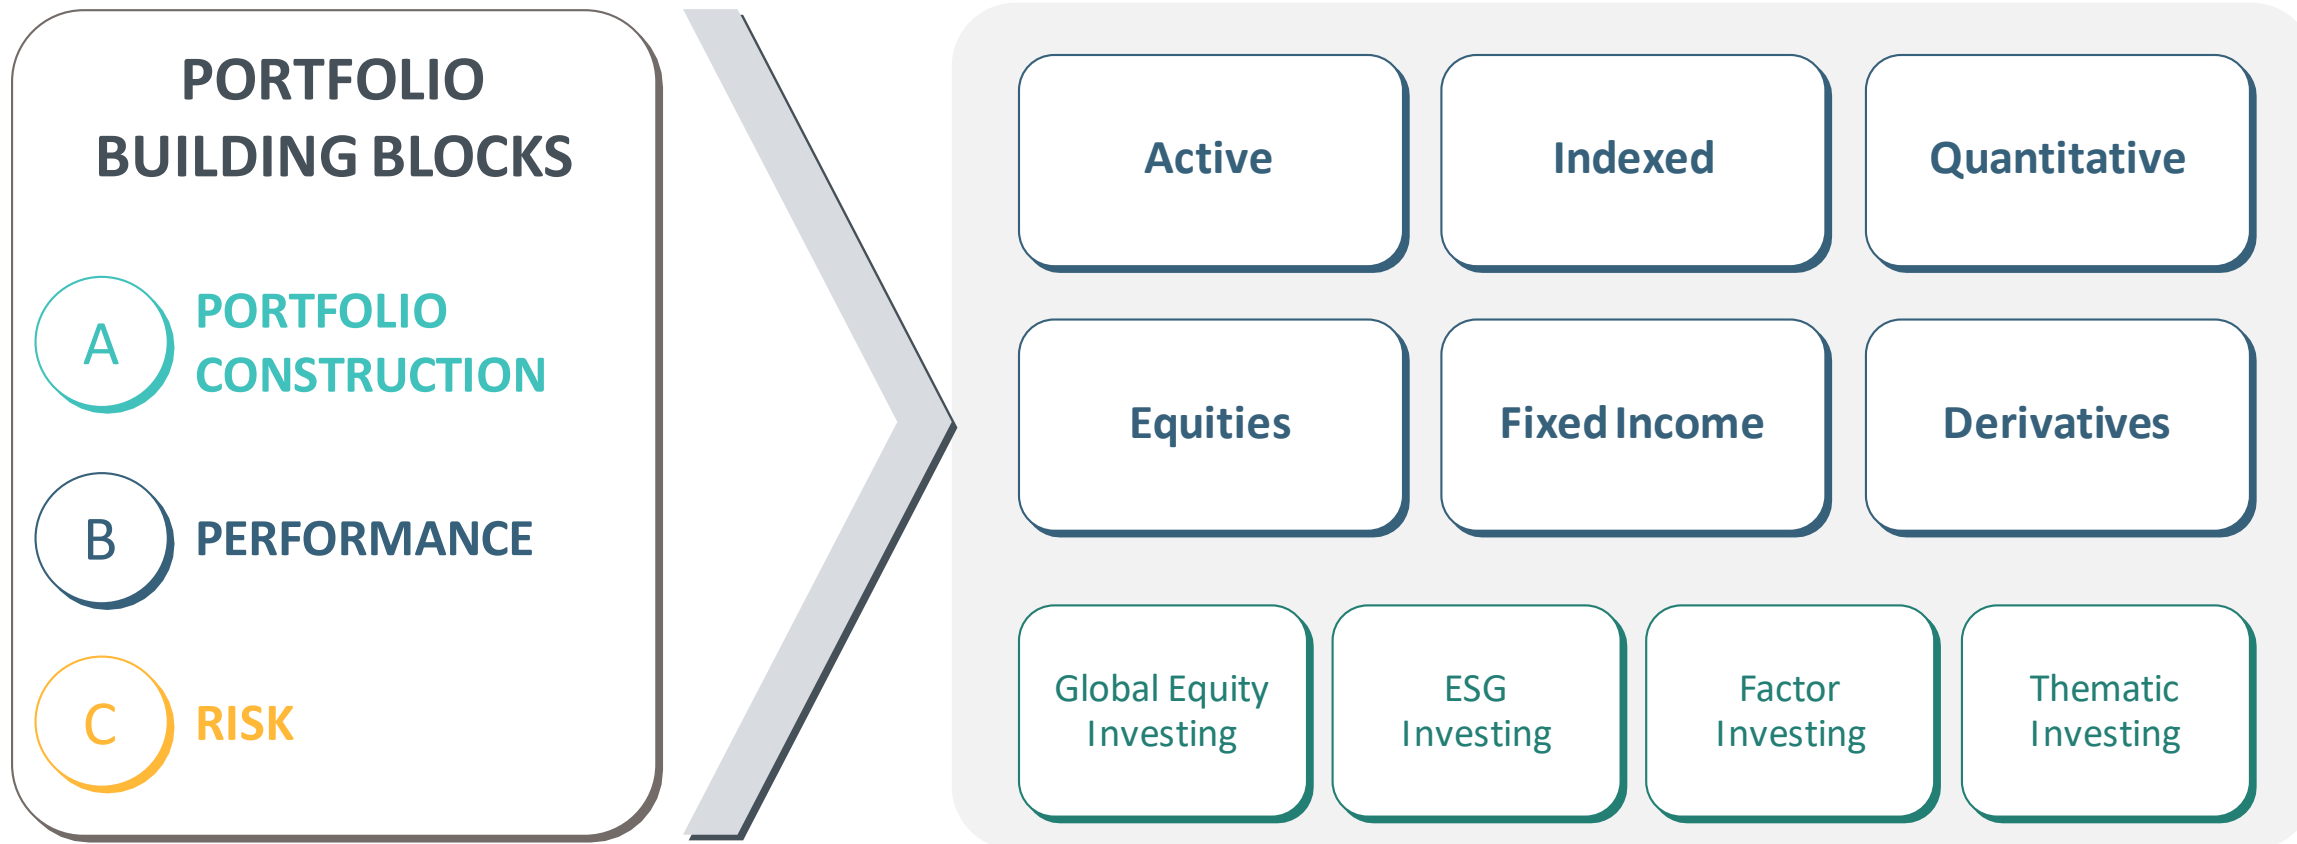 PORTFOLIO
BUILDING BLOCKS
A
PORTFOLIO
CONSTRUCTION
B
PERFORMANCE
C
RISK
Active
Indexed
Quantitative
Equities
Fixed Income
Derivatives
Global Equity
Investing
ESG
Investing
Factor
Investing
Thematic
Investing